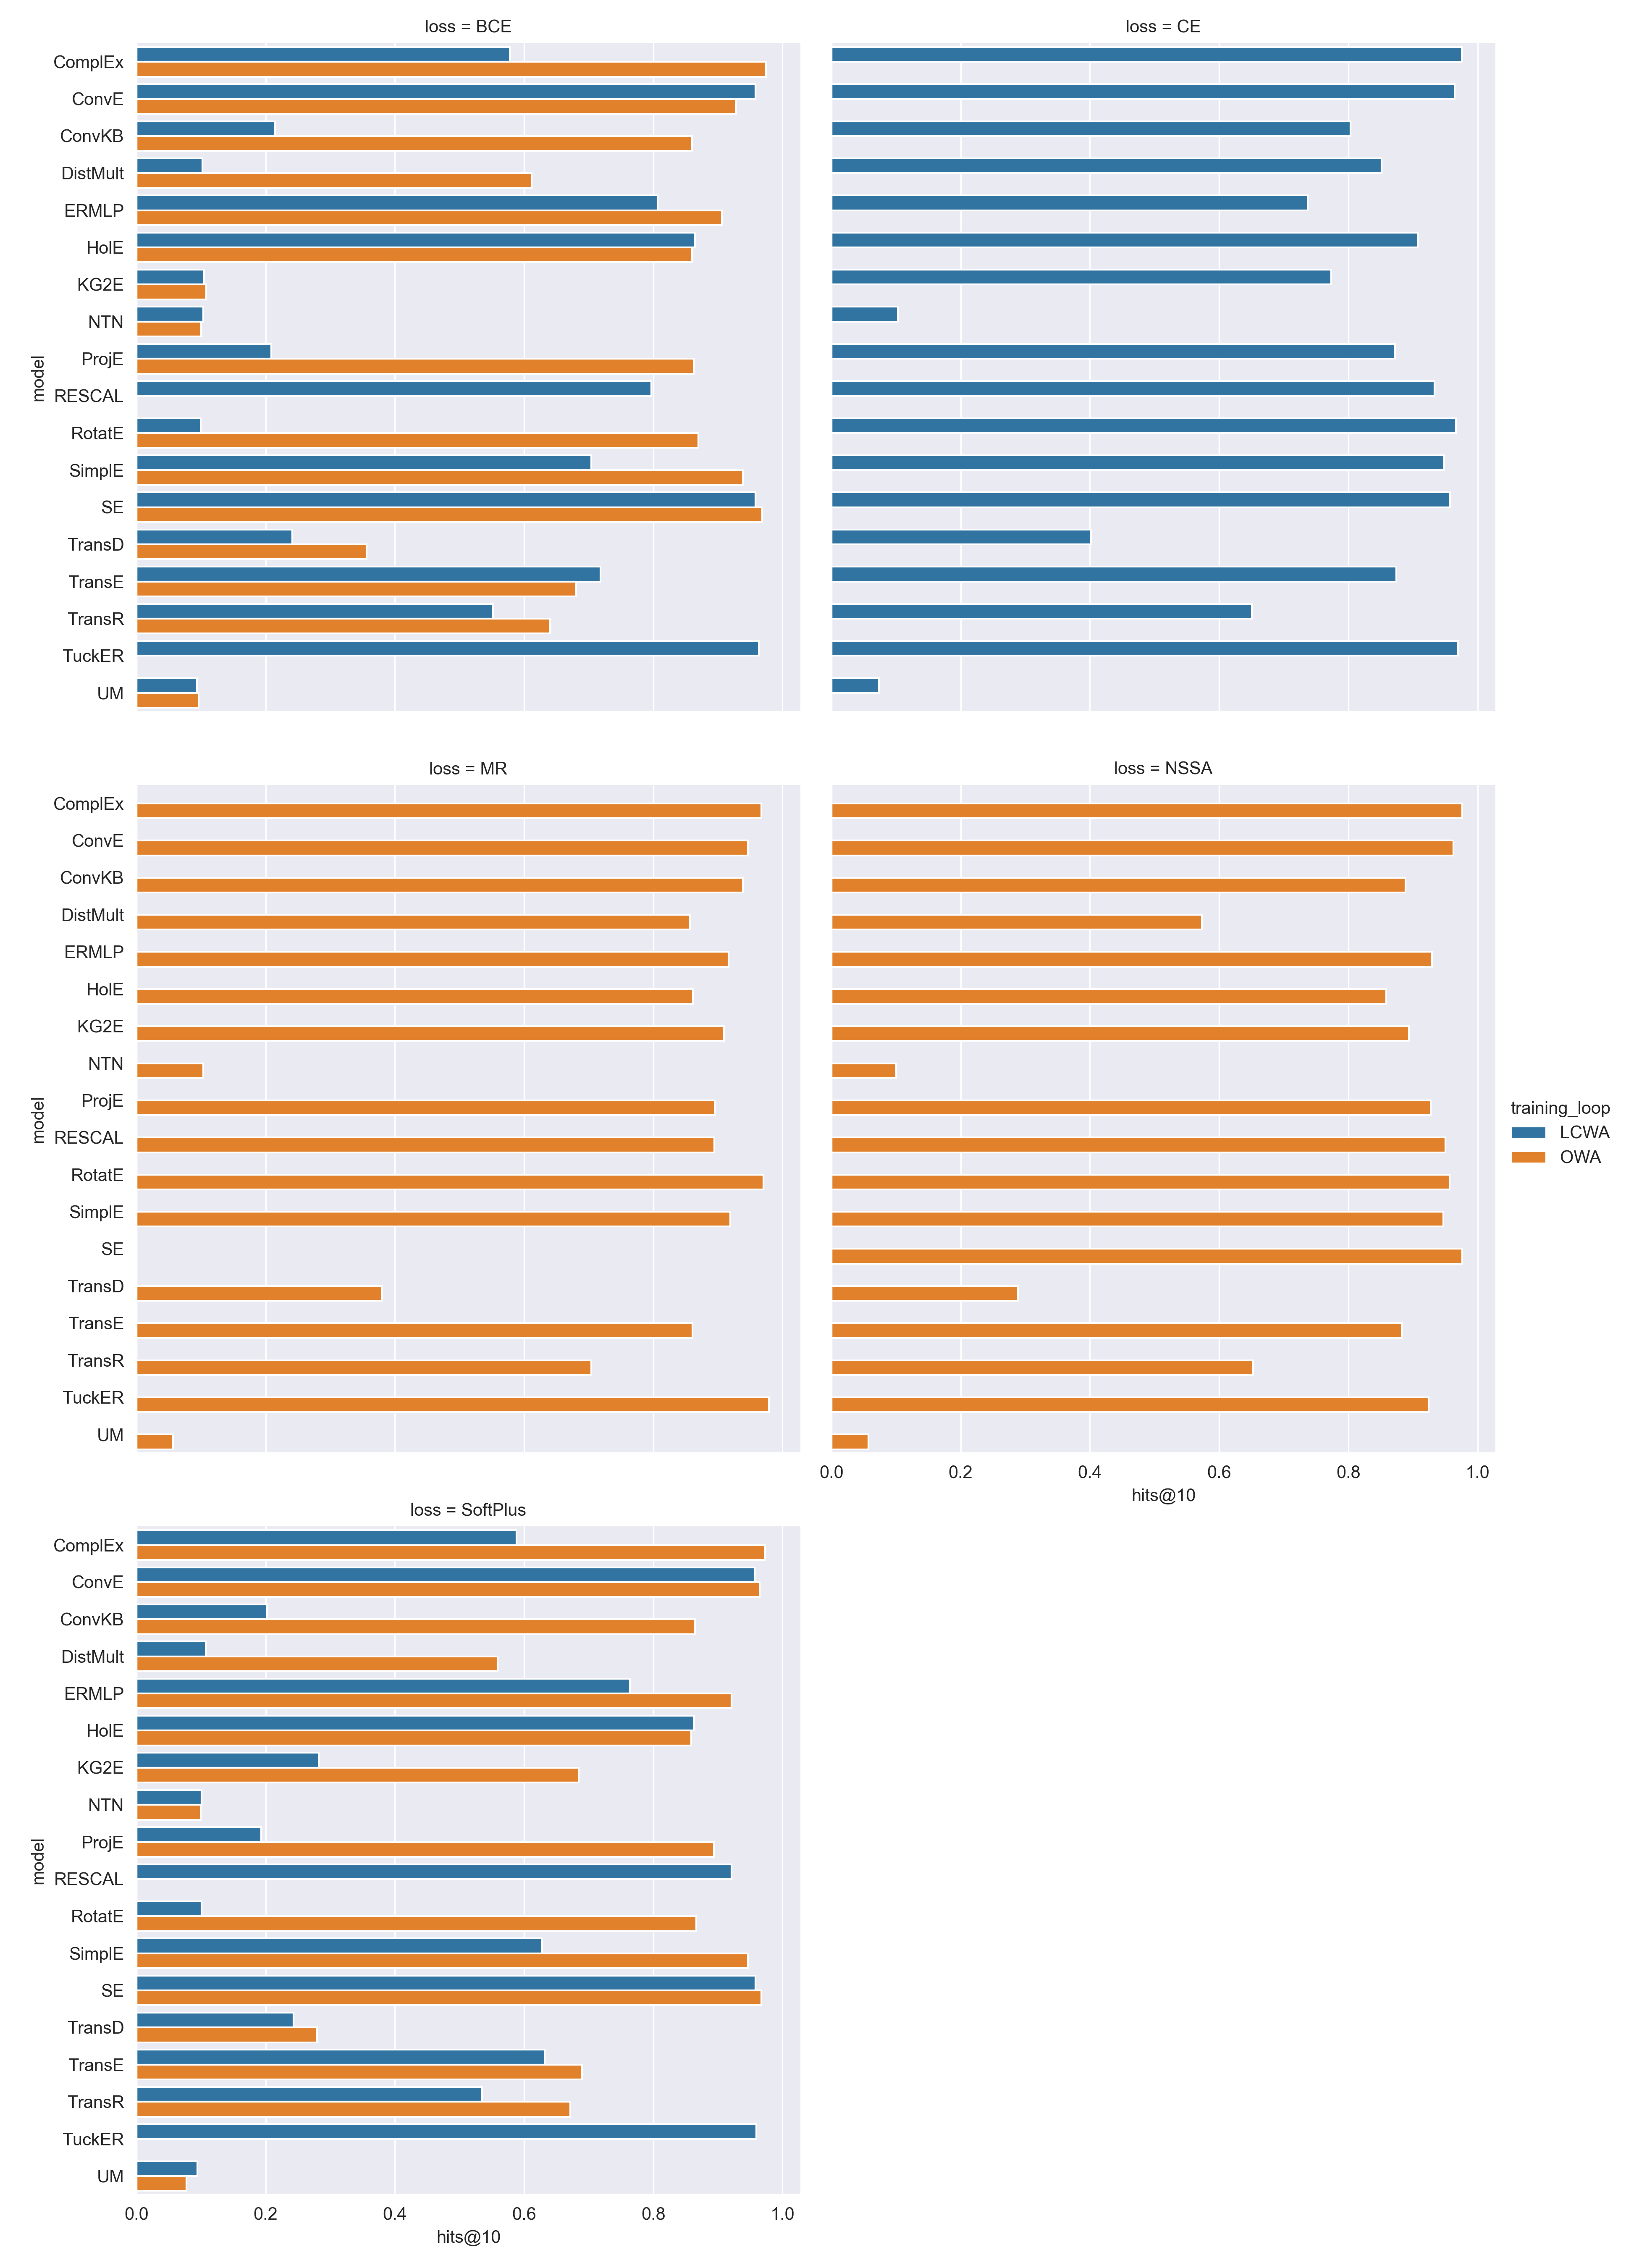 loss = BCE
ComplEx
ConvE
ConvKB
DistMult
ERMLP
HolE
KG2E
NTN
ProjE
RESCAL
RotatE
SimplE
SE
TransD
TransE
TransR
TuckER
UM
model
loss = CE
loss = MR
ComplEx
ConvE
ConvKB
DistMult
ERMLP
HolE
KG2E
NTN
ProjE
RESCAL
RotatE
SimplE
SE
TransD
TransE
TransR
TuckER
UM
model
loss = NSSA
0.0 0.2 0.4 0.6 0.8 1.0
hits@10
training_loop
LCWA
OWA
loss = SoftPlus
ComplEx
ConvE
ConvKB
DistMult
ERMLP
HolE
KG2E
NTN
ProjE
RESCAL
RotatE
SimplE
SE
TransD
TransE
TransR
TuckER
UM
model
0.0 0.2 0.4 0.6 0.8 1.0
hits@10